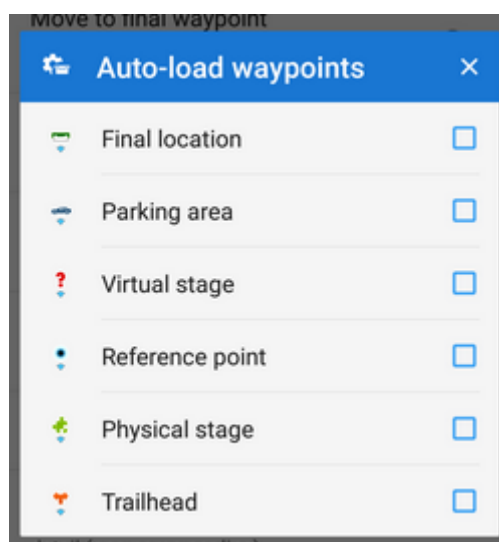 Move to final waypoint
Auto-load waypoints
Final location
Parking area
Virtual stage
Reference point
Physical stage
Trailhead